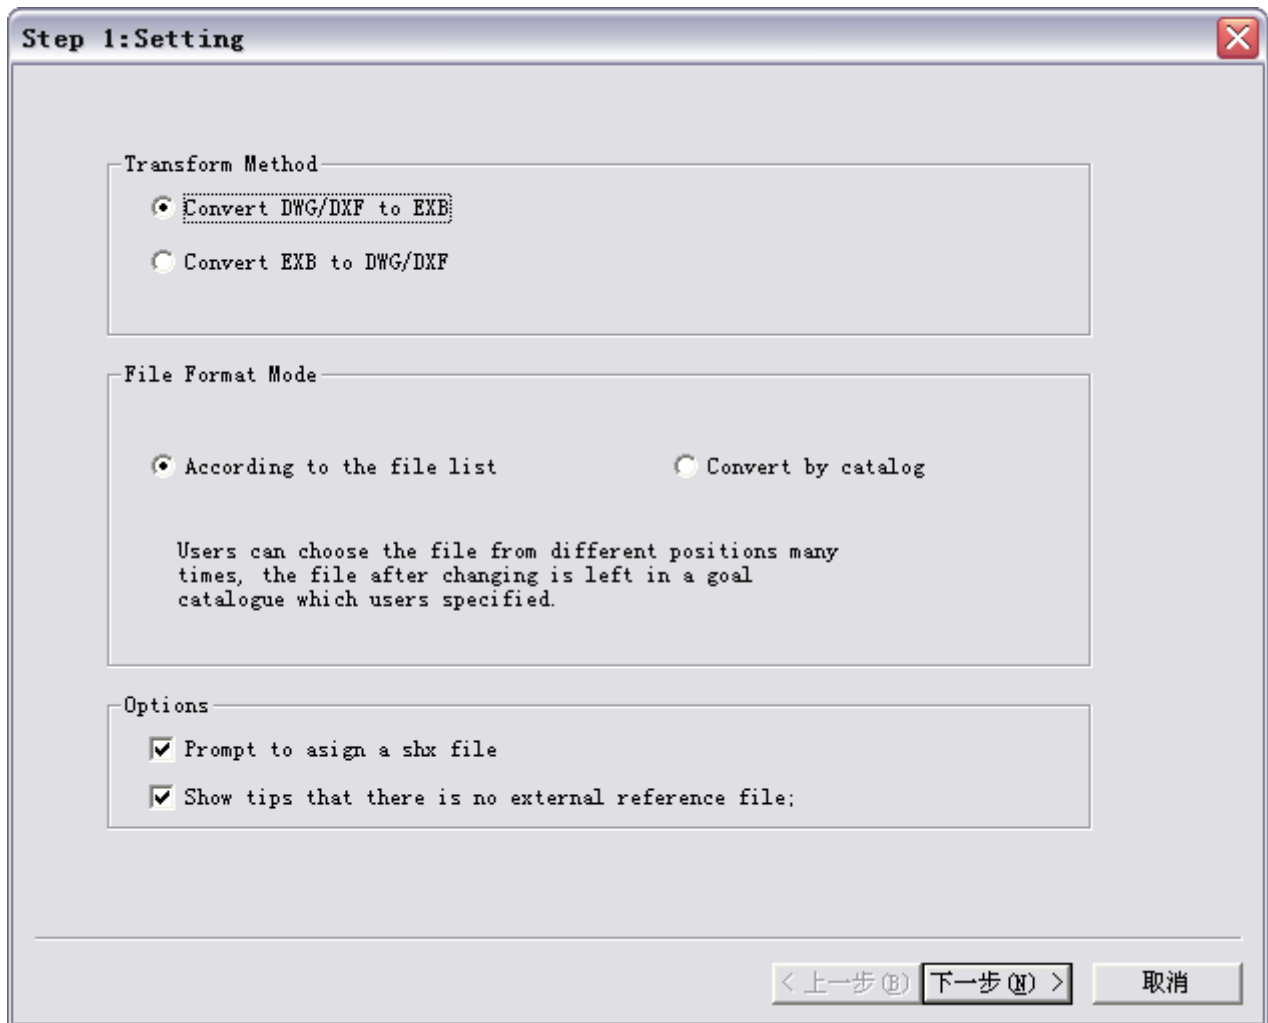 Step 1:Setting
Transform Method
Convert DWG/DXF to EXB
Convert EXB to DWG/DXF
File Format Mode
According to the file list
Convert by catalog
Users can choose the file from different positions many
times, the file after changing is left in a goal
catalogue which users specified.
Options
Prompt to asign a shx file
Show tips that there is no external reference file;
< 上一步(B)
下一步(N) >
取消